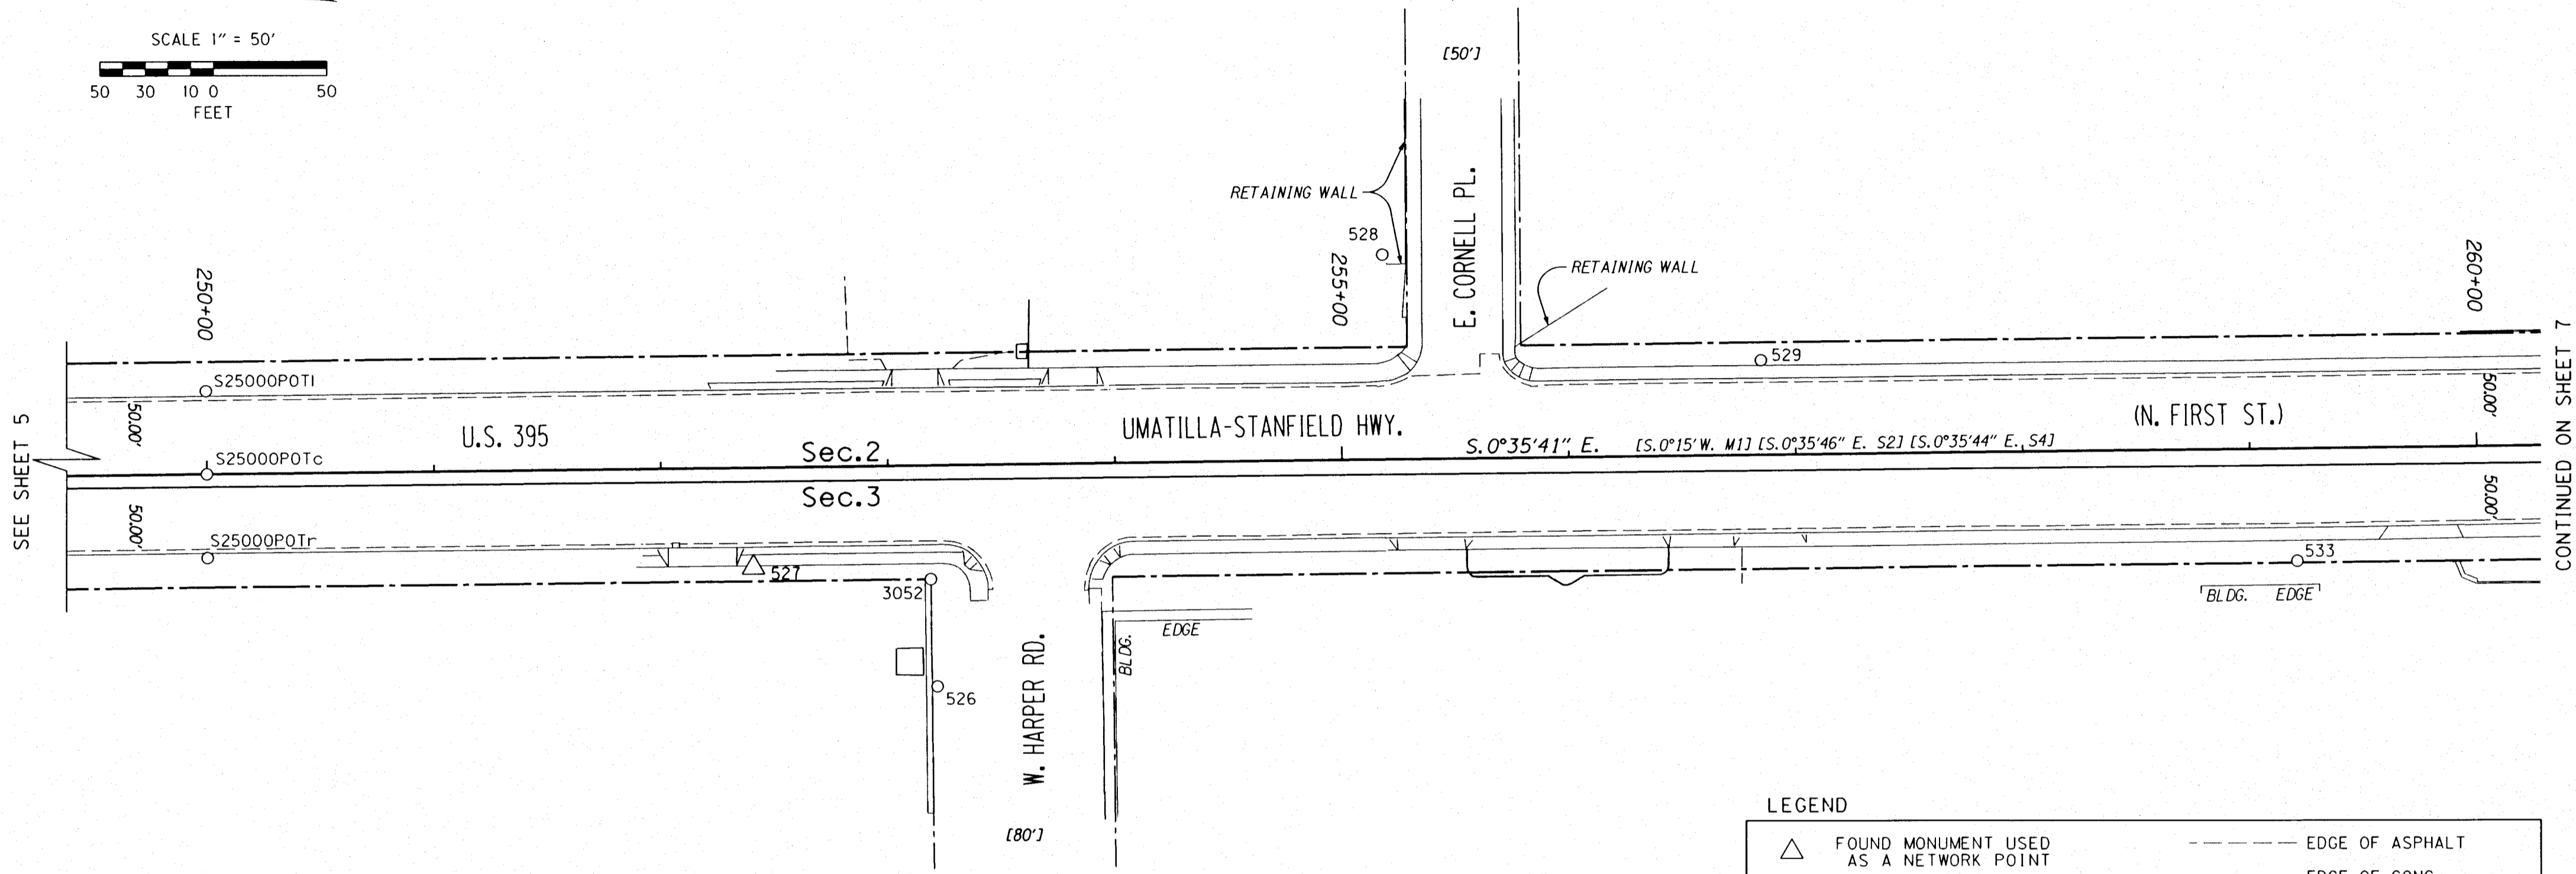 SCALE 1" = 50'
50 30 10 0 50
FEET
[50']
RETAINING WALL
528
E. CORNELL PL.
RETAINING WALL
250+00
255+00
260+00
529
S25000POTl
50.00'
50.00'
(N. FIRST ST.)
UMATILLA-STANFIELD HWY.
U.S. 395
S25000POTc
Sec.2
S.0°35'41" E.
[S.0°15'W. M1] [S.0°35'46" E. S2] [S.0°35'44" E. S4]
SEE SHEET 5
CONTINUED ON SHEET 7
Sec.3
50.00'
50.00'
S25000POTr
527
533
3052
BLDG. EDGE
EDGE
BLDG.
W. HARPER RD.
526
[80']
LEGEND
FOUND MONUMENT USED
AS A NETWORK POINT
EDGE OF ASPHALT